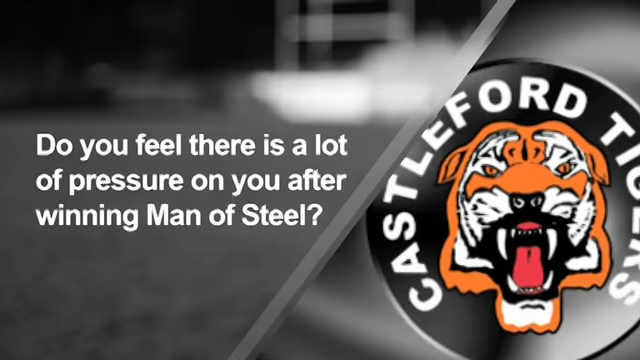 Do you feel there is a lot
of pressure on you after
winning Man of Steel?
CASTLEFORD TIGERS